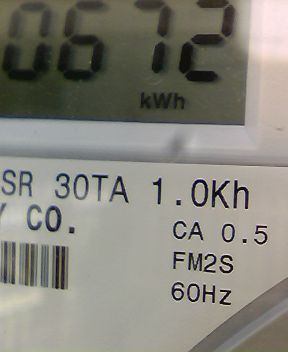 0672
kWh
SR 30TA 1.0Kh
Y CO.
CA 0.5
FM2S
60Hz